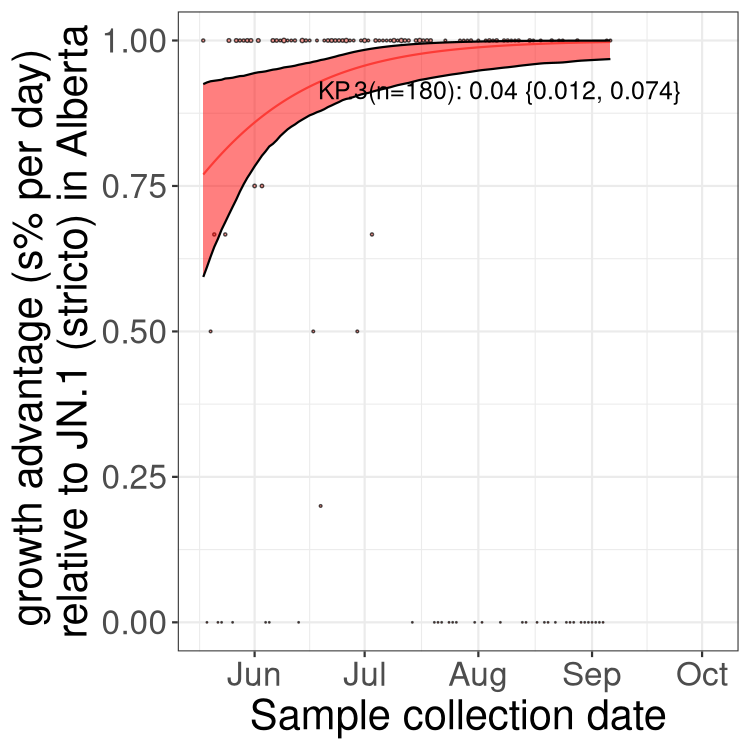 growth advantage (s% per day)
relative to JN.1 (stricto) in Alberta
1.00
0.75
0.50
0.25
0.00
KP.3(n=180): 0.04 {0.012, 0.074}
Jun Jul Aug Sep Oct
Sample collection date